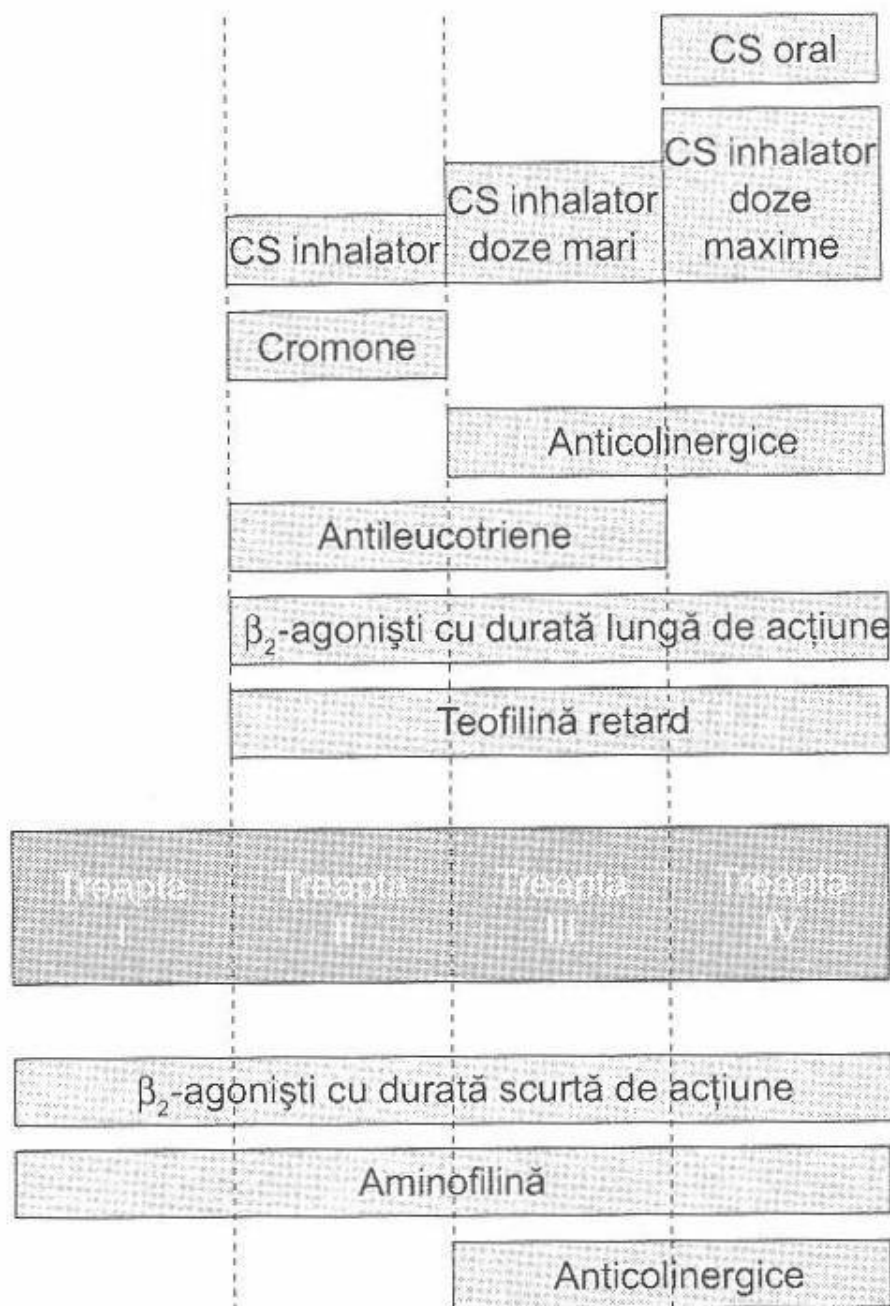 CS oral
CS inhalator
doze
maxime
CS inhalator
doze mari
CS inhalator
Cromone
Anticolinergice
Antileucotriene
β₂-agonişti cu durată lungă de acţiune
Teofilină retard
Treapta
I
Treapta
II
Treapta
III
Treapta
IV
β₂-agonişti cu durată scurtă de acţiune
Aminofilină
Anticolinergice